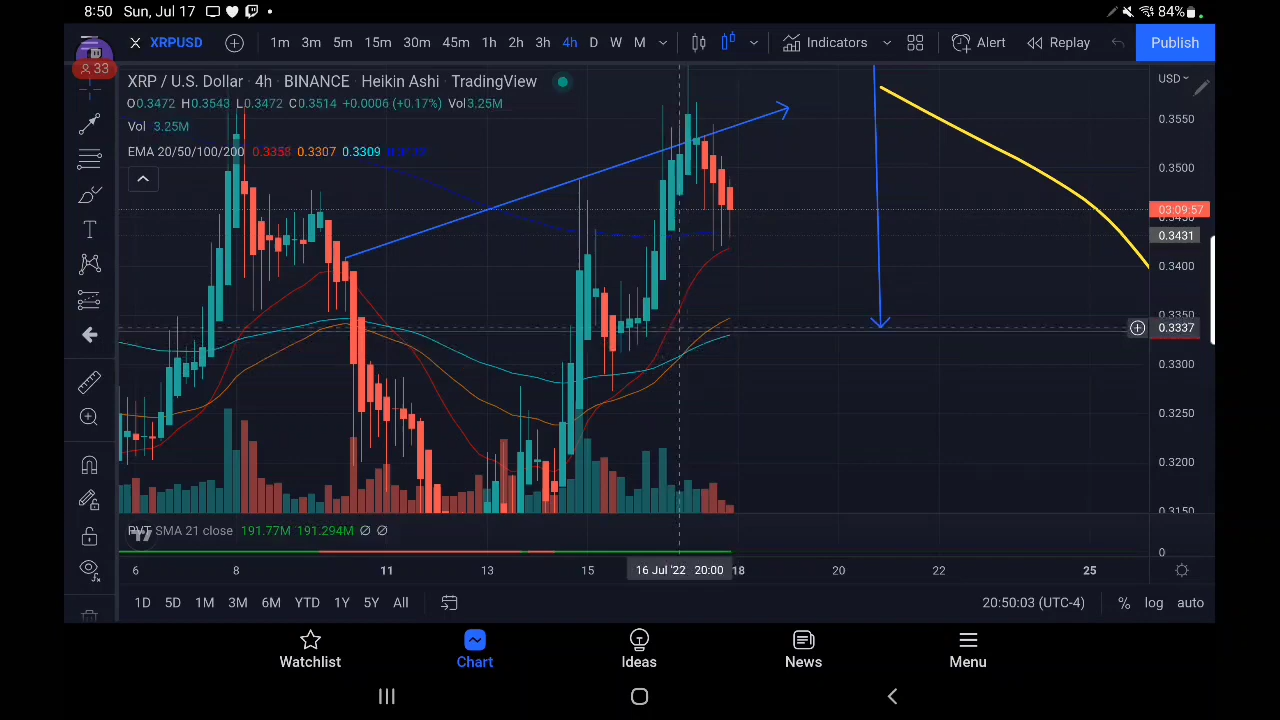 8:50 Sun, Jul 17
84%
33
XRPUSD
1m 3m 5m 15m 30m 45m 1h 2h 3h 4h D W M
Indicators
Alert
Replay
Publish
XRP / U.S. Dollar · 4h · BINANCE · Heikin Ashi · TradingView
O0.3472 H0.3543 L0.3472 C0.3514 +0.0006 (+0.17%) Vol3.25M
Vol 3.25M
EMA 20/50/100/200 0.3358 0.3307 0.3309
USD
0.3550
0.3500
03:09:57
0.3450
0.3431
0.3400
0.3350
0.3337
0.3300
0.3250
0.3200
0.3150
PVT SMA 21 close 191.77M 191.294M Ø Ø
0
6 8 11 13 15 16 Jul '22 20:00 18 20 22 25
1D 5D 1M 3M 6M YTD 1Y 5Y All
20:50:03 (UTC-4) % log auto
Watchlist Chart Ideas News Menu